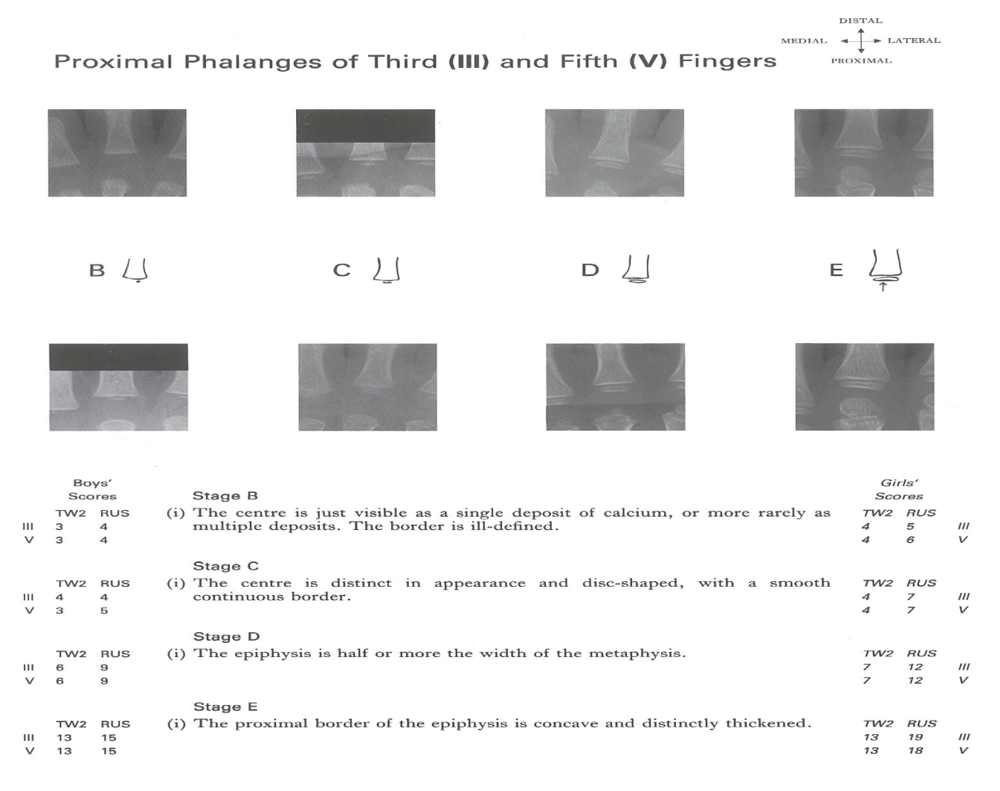 DISTAL
MEDIAL LATERAL
PROXIMAL
Proximal Phalanges of Third (III) and Fifth (V) Fingers
B C D E
Boys' Girls'
Scores Stage B Scores
TW2 RUS (i) The centre is just visible as a single deposit of calcium, or more rarely as TW2 RUS
III 3 4 multiple deposits. The border is ill-defined. 4 5 III
V 3 4 4 6 V
Stage C
TW2 RUS (i) The centre is distinct in appearance and disc-shaped, with a smooth TW2 RUS
III 4 4 continuous border. 4 7 III
V 3 5 4 7 V
Stage D
TW2 RUS (i) The epiphysis is half or more the width of the metaphysis. TW2 RUS
III 6 9 7 12 III
V 6 9 7 12 V
Stage E
TW2 RUS (i) The proximal border of the epiphysis is concave and distinctly thickened. TW2 RUS
III 13 15 13 19 III
V 13 15 13 18 V